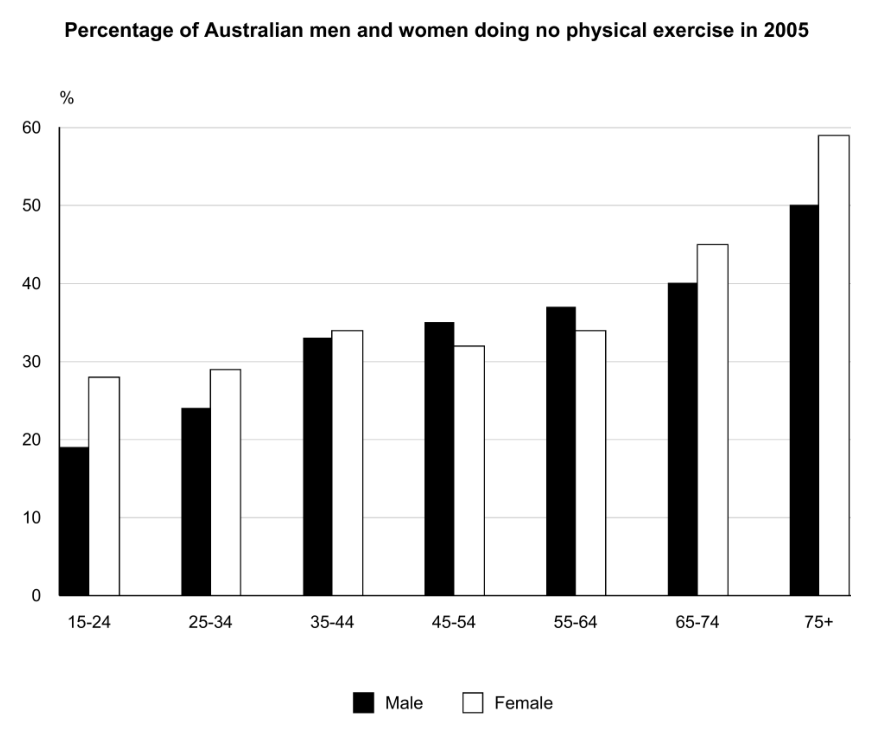 Percentage of Australian men and women doing no physical exercise in 2005
%
60
50
40
30
20
10
0
15-24 25-34 35-44 45-54 55-64 65-74 75+
Male Female